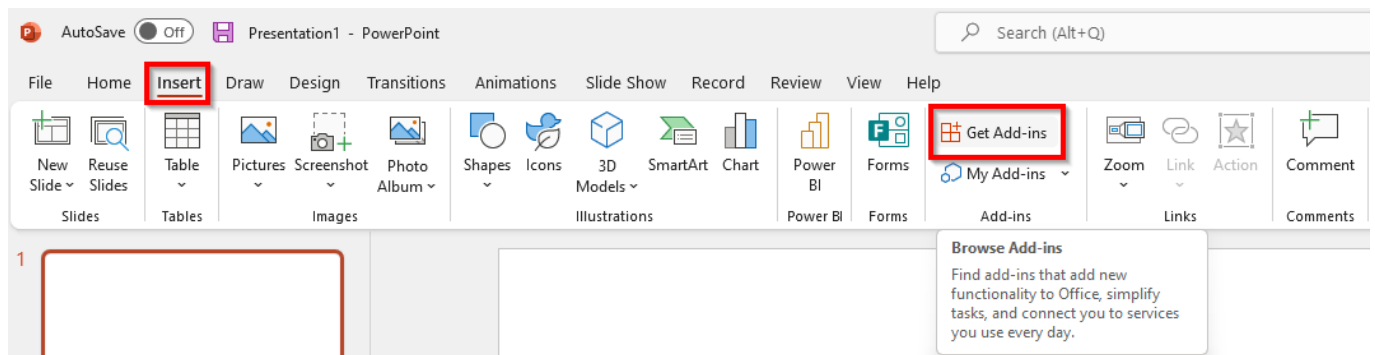 P AutoSave Off Presentation1 - PowerPoint Search (Alt+Q)
File Home Insert Draw Design Transitions Animations Slide Show Record Review View Help
New Slide
Reuse Slides
Table
Pictures
Screenshot
Photo Album
Shapes
Icons
3D Models
SmartArt
Chart
Power BI
F
Forms
Get Add-ins
My Add-ins
Zoom
Link
Action
Comment
Slides Tables Images Illustrations Power BI Forms Add-ins Links Comments
1
Browse Add-ins
Find add-ins that add new
functionality to Office, simplify
tasks, and connect you to services
you use every day.